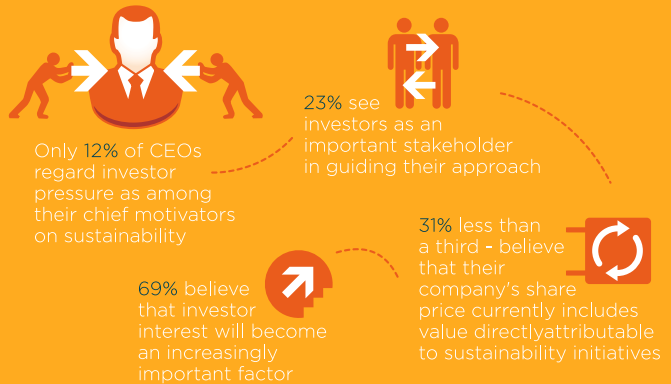 Only 12% of CEOs
regard investor
pressure as among
their chief motivators
on sustainability
23% see
investors as an
important stakeholder
in guiding their approach
31% less than
a third - believe
that their
company's share
price currently includes
value directlyattributable
to sustainability initiatives
69% believe
that investor
interest will become
an increasingly
important factor